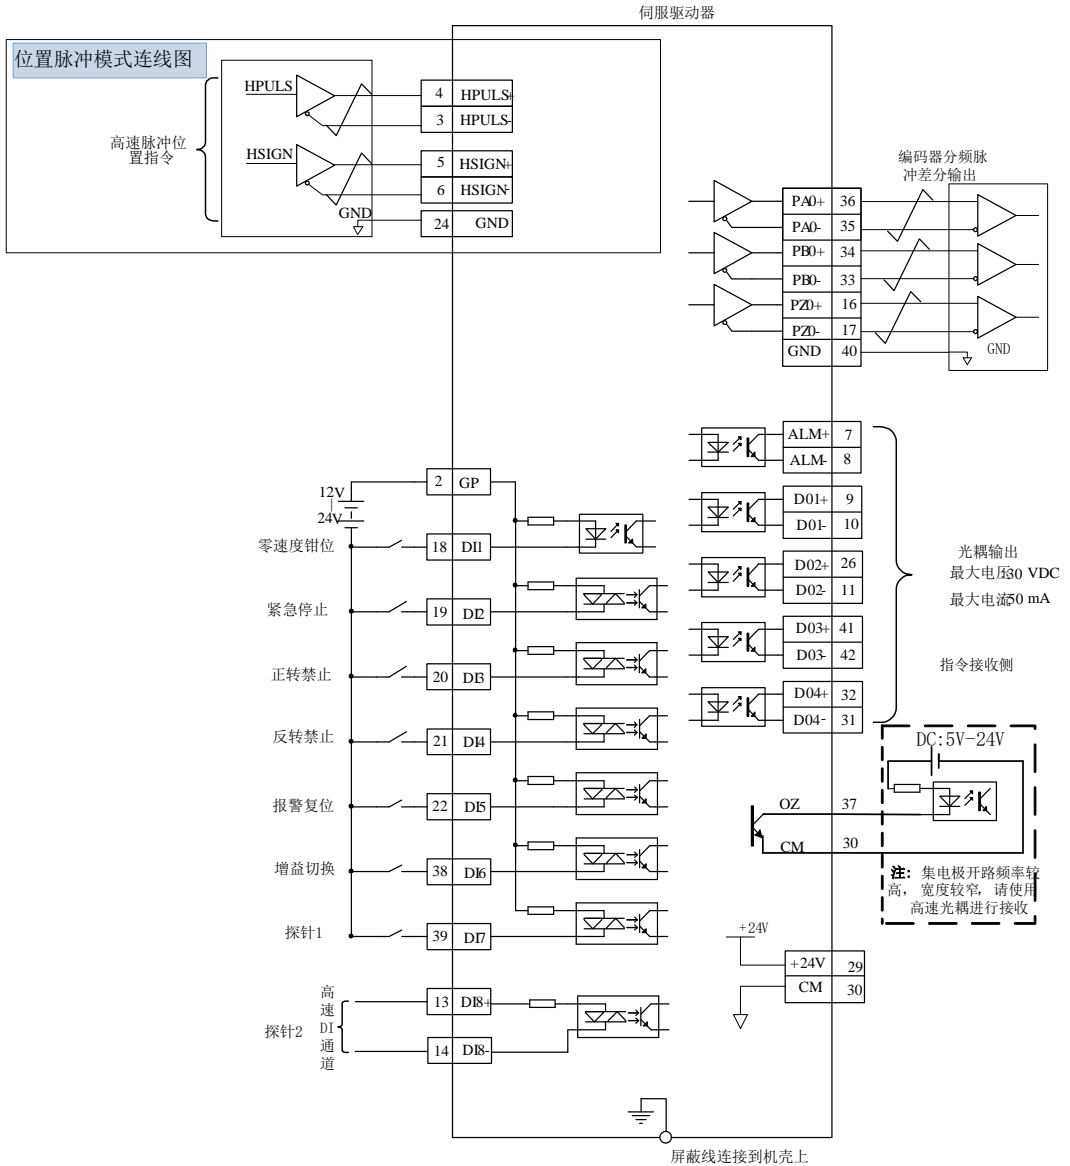 伺服驱动器
位置脉冲模式连线图
HPULS
4 HPULS+
3 HPULS-
高速脉冲位
置指令
HSIGN
5 HSIGN+
6 HSIGN-
GND
24 GND
编码器分频脉
冲差分输出
PA0+ 36
PA0- 35
PB0+ 34
PB0- 33
PZ0+ 16
PZ0- 17
GND 40
GND
ALM+ 7
ALM- 8
D01+ 9
D01- 10
D02+ 26
D02- 11
D03+ 41
D03- 42
D04+ 32
D04- 31
光耦输出
最大电压:30 VDC
最大电流:50 mA
指令接收侧
2 GP
12V
24V
零速度钳位
18 DI1
紧急停止
19 DI2
正转禁止
20 DI3
反转禁止
21 DI4
报警复位
22 DI5
增益切换
38 DI6
探针1
39 DI7
DC:5V-24V
OZ 37
CM 30
注：集电极开路频率较
高，宽度较窄，请使用
高速光耦进行接收
+24V
+24V 29
CM 30
探针2
高
速
DI
通
道
13 DI8+
14 DI8-
屏蔽线连接到机壳上